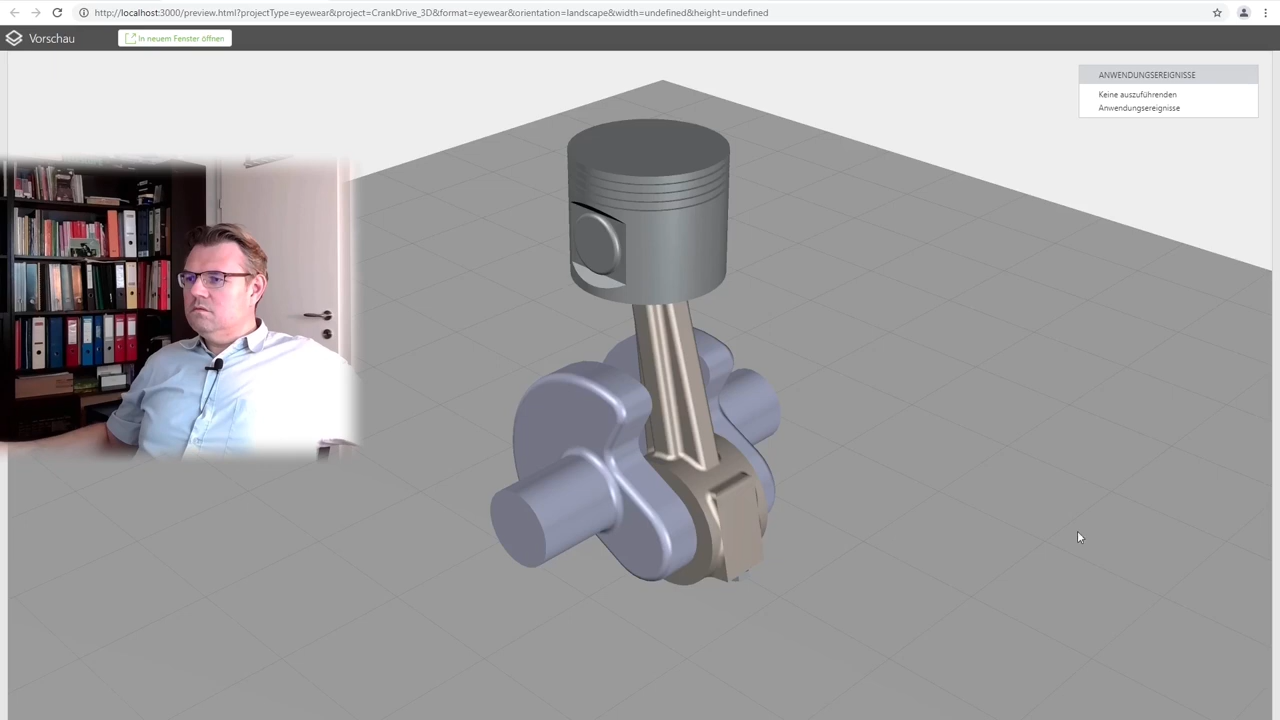 http://localhost:3000/preview.html?projectType=eyewear&project=CrankDrive_3D&format=eyewear&orientation=landscape&width=undefined&height=undefined
Vorschau
In neuem Fenster öffnen
ANWENDUNGSEREIGNISSE
Keine auszuführenden
Anwendungsereignisse